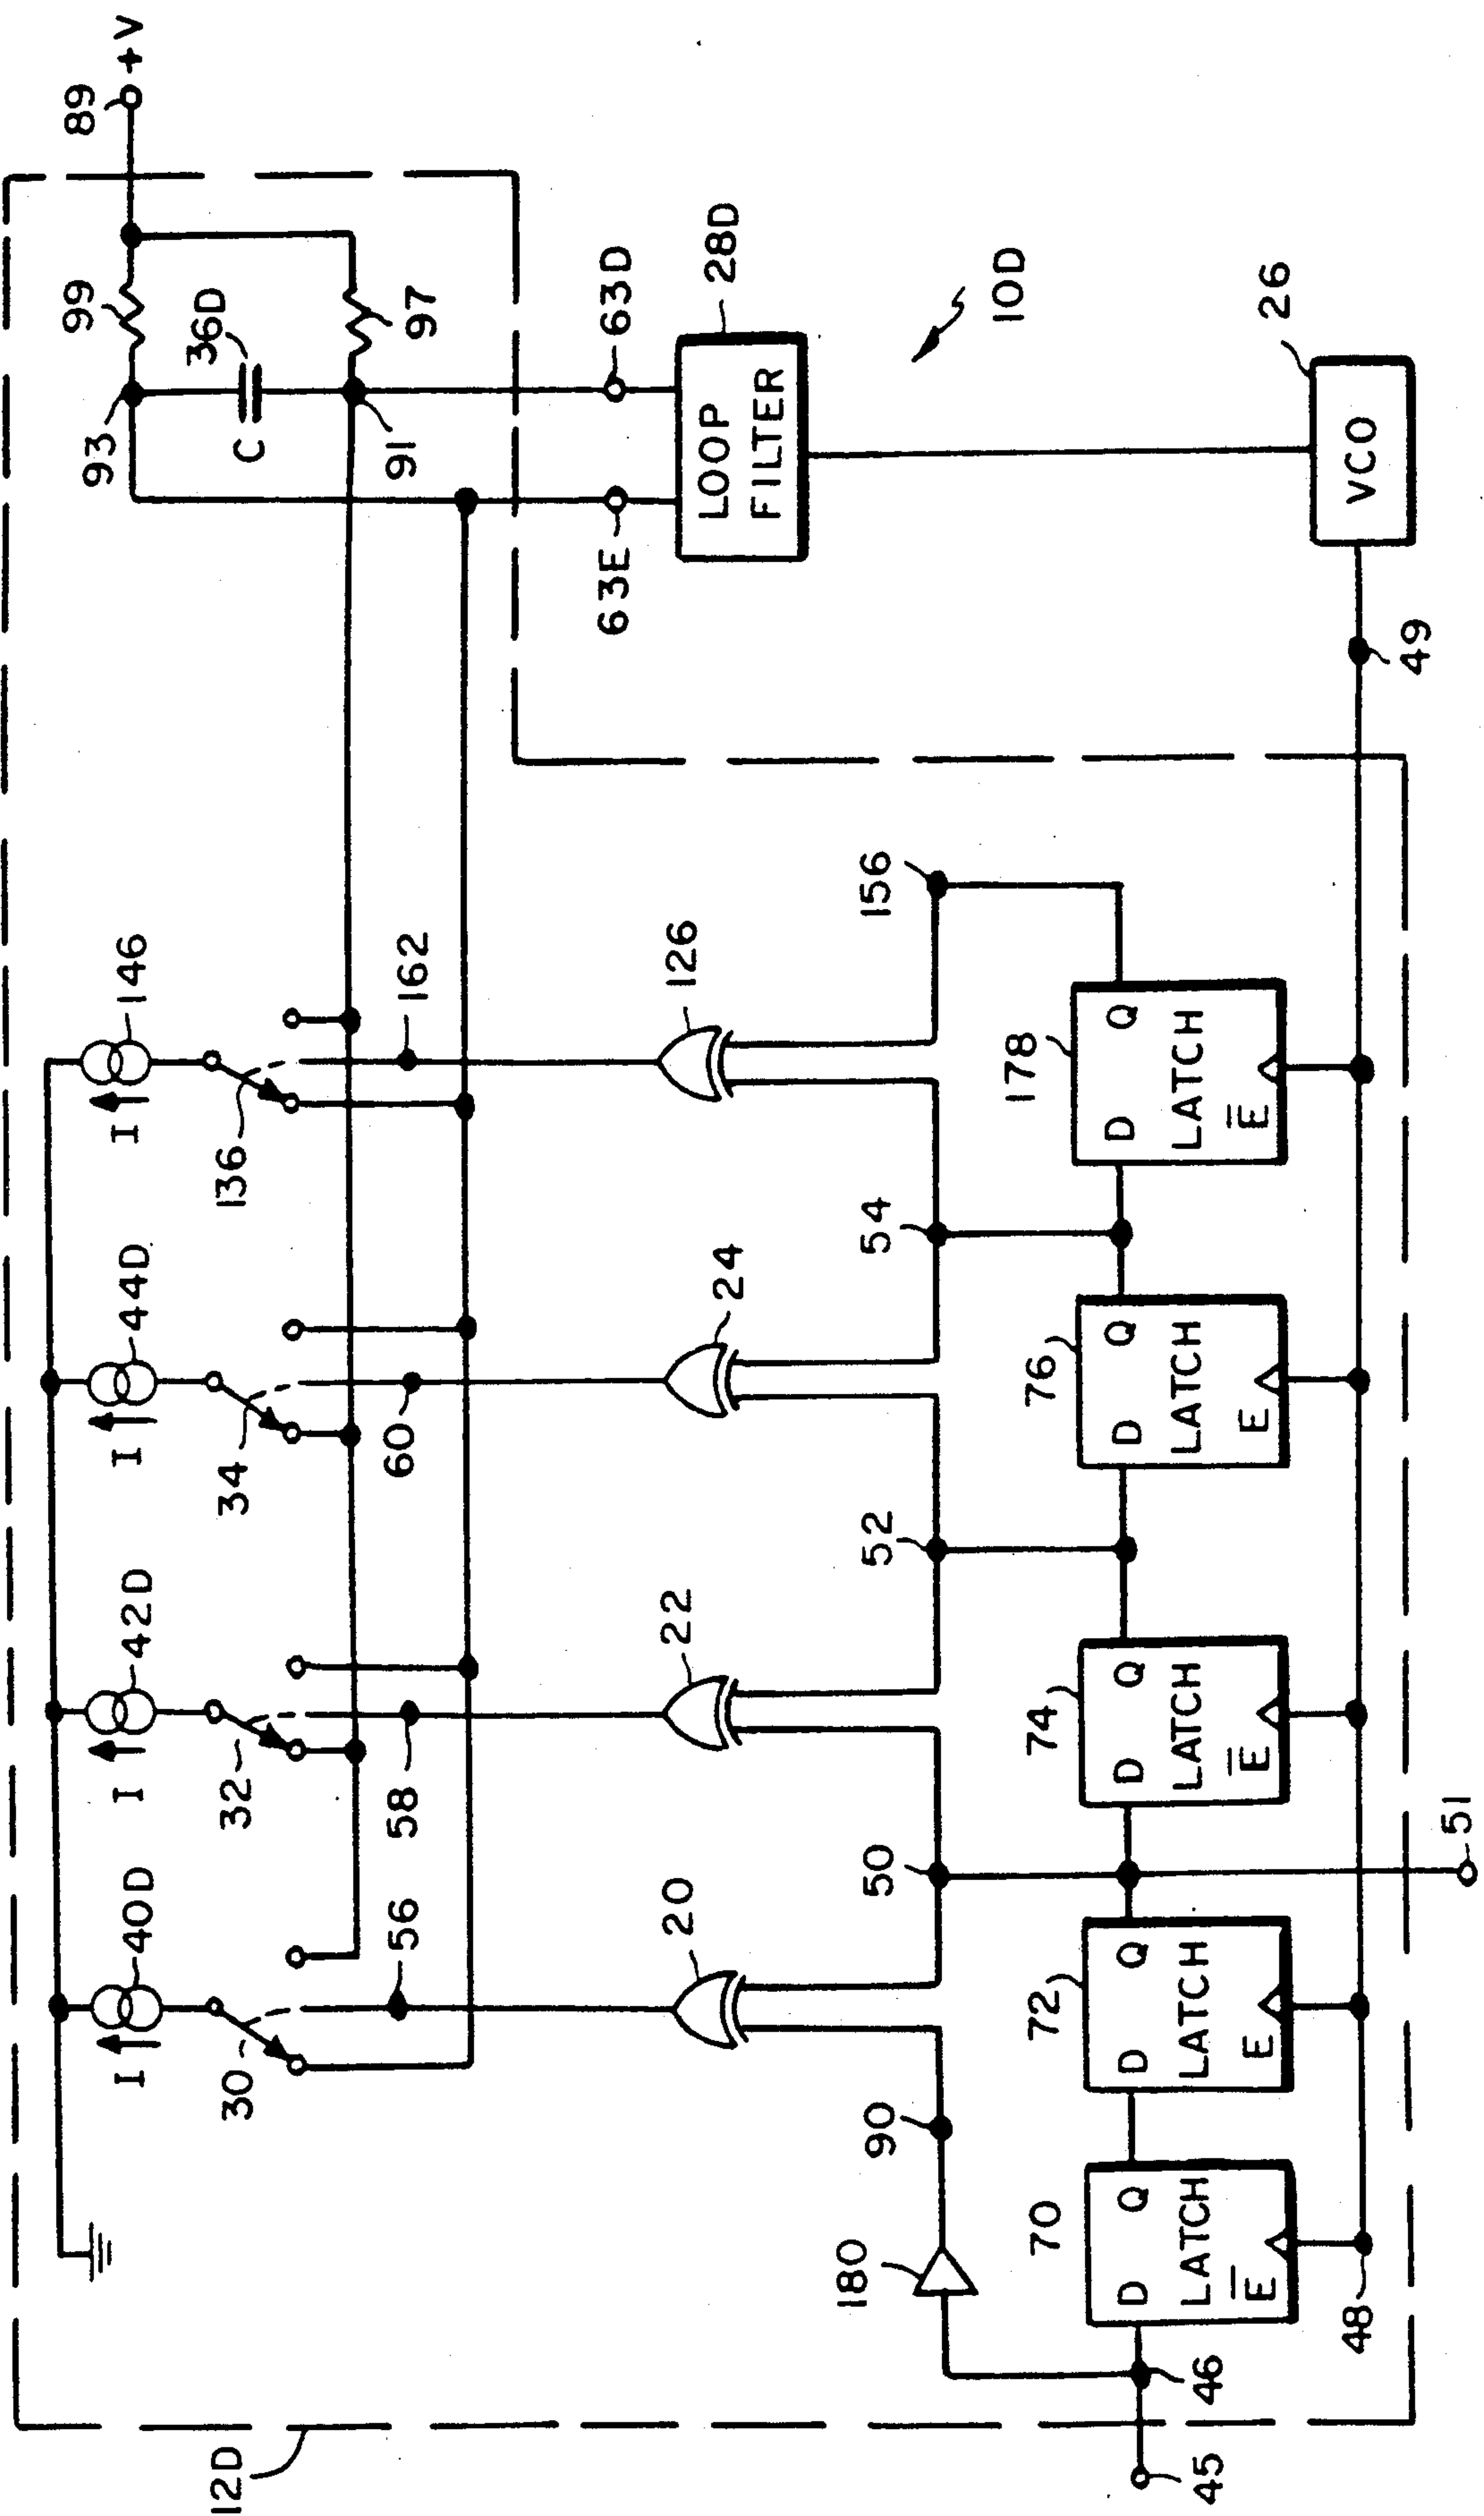 12D
I
40D
I
42D
I
44D
I
146
99
89
+V
30
32
34
136
93
C
36D
56
58
60
162
91
97
63E
63D
20
22
24
126
LOOP
FILTER
28D
180
90
50
52
54
156
10D
70
D Q
LATCH
E̅
72
D Q
LATCH
E
74
D Q
LATCH
E̅
76
D Q
LATCH
E
178
D Q
LATCH
E̅
45
46
48
51
49
VCO
26